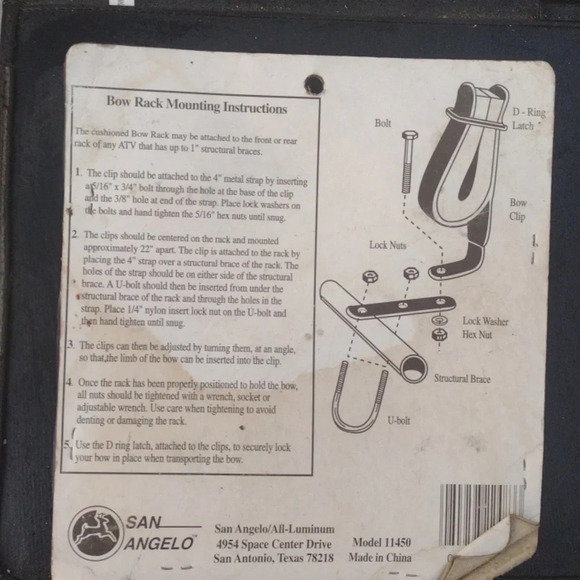 Bow Rack Mounting Instructions
The cushioned Bow Rack may be attached to the front or rear
rack of any ATV that has up to 1" structural braces.
1. The clip should be attached to the 4" metal strap by inserting
a 5/16" x 3/4" bolt through the hole at the base of the clip
and the 3/8" hole at end of the strap. Place lock washers on
the bolts and hand tighten the 5/16" hex nuts until snug.
2. The clips should be centered on the rack and mounted
approximately 22" apart. The clip is attached to the rack by
placing the 4" strap over a structural brace of the rack. The
holes of the strap should be on either side of the structural
brace. A U-bolt should then be inserted from under the
structural brace of the rack and through the holes in the
strap. Place 1/4" nylon insert lock nut on the U-bolt and
then hand tighten until snug.
3. The clips can then be adjusted by turning them, at an angle,
so that the limb of the bow can be inserted into the clip.
4. Once the rack has been properly positioned to hold the bow,
all nuts should be tightened with a wrench, socket or
adjustable wrench. Use care when tightening to avoid
denting or damaging the rack.
5. Use the D ring latch, attached to the clips, to securely lock
your bow in place when transporting the bow.
D - Ring
Latch
Bolt
Bow
Clip
Lock Nuts
Lock Washer
Hex Nut
Structural Brace
U-bolt
SAN
ANGELO™
San Angelo/All-Luminum
4954 Space Center Drive
San Antonio, Texas 78218
Model 11450
Made in China